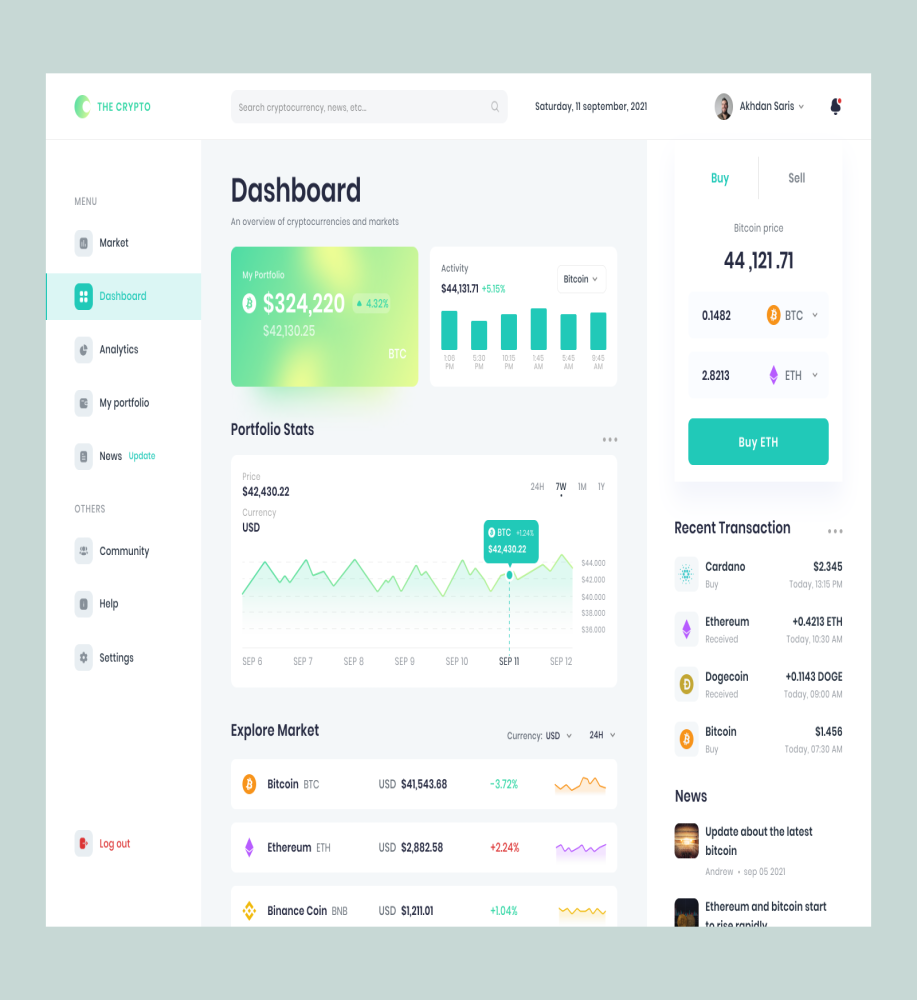 THE CRYPTO
Search cryptocurrency, news, etc...
Saturday, 11 september, 2021
Akhdan Saris
MENU
Market
Dashboard
Analytics
My portfolio
News Update
OTHERS
Community
Help
Settings
Log out
Dashboard
An overview of cryptocurrencies and markets
My Portfolio
$324,220 4.32%
$42,130.25
BTC
Activity
$44,131.71 +5.15%
Bitcoin
1:00 5:30 10:15 1:45 5:45 9:45
PM PM PM AM AM AM
Portfolio Stats
Price
$42,430.22
24H 7W 1M 1Y
Currency
USD
BTC +1.24%
$42,430.22
$44.000
$42.000
$40.000
$38.000
$36.000
SEP 6 SEP 7 SEP 8 SEP 9 SEP 10 SEP 11 SEP 12
Explore Market
Currency: USD 24H
Bitcoin BTC USD $41,543.68 -3.72%
Ethereum ETH USD $2,882.58 +2.24%
Binance Coin BNB USD $1,211.01 +1.04%
Buy Sell
Bitcoin price
44 ,121 .71
0.1482 BTC
2.8213 ETH
Buy ETH
Recent Transaction
Cardano $2.345
Buy Today, 13:15 PM
Ethereum +0.4213 ETH
Received Today, 10:30 AM
Dogecoin +0.1143 DOGE
Received Today, 09:00 AM
Bitcoin $1.456
Buy Today, 07:30 AM
News
Update about the latest
bitcoin
Andrew • sep 05 2021
Ethereum and bitcoin start
to rise rapidly